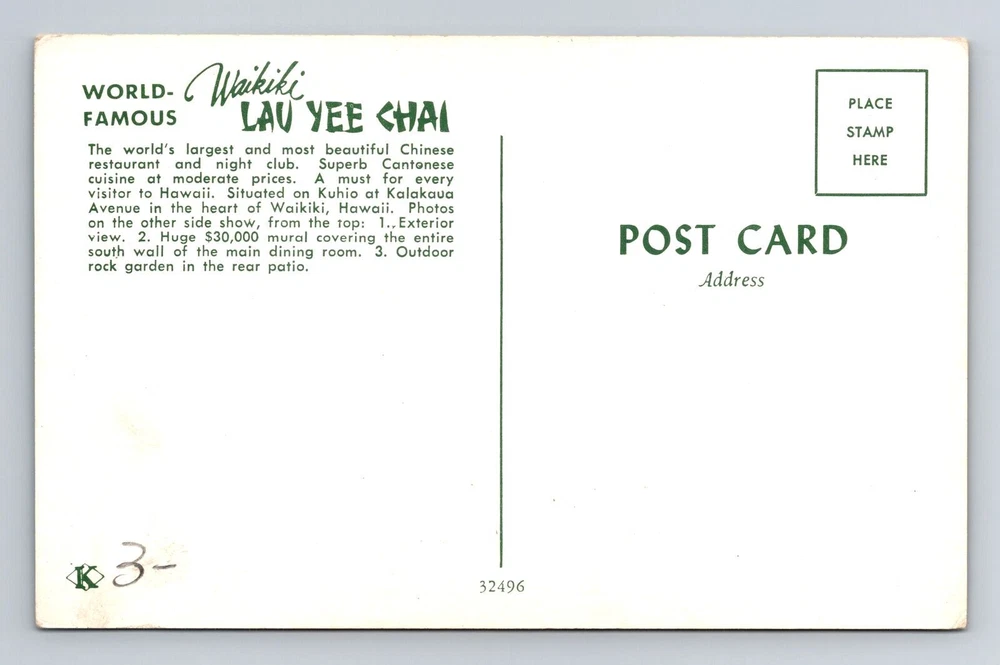 WORLD-
FAMOUS
Waikiki
LAU YEE CHAI
The world's largest and most beautiful Chinese
restaurant and night club. Superb Cantonese
cuisine at moderate prices. A must for every
visitor to Hawaii. Situated on Kuhio at Kalakaua
Avenue in the heart of Waikiki, Hawaii. Photos
on the other side show, from the top: 1.. Exterior
view. 2. Huge $30,000 mural covering the entire
south wall of the main dining room. 3. Outdoor
rock garden in the rear patio.
K
3-
32496
PLACE
STAMP
HERE
POST CARD
Address